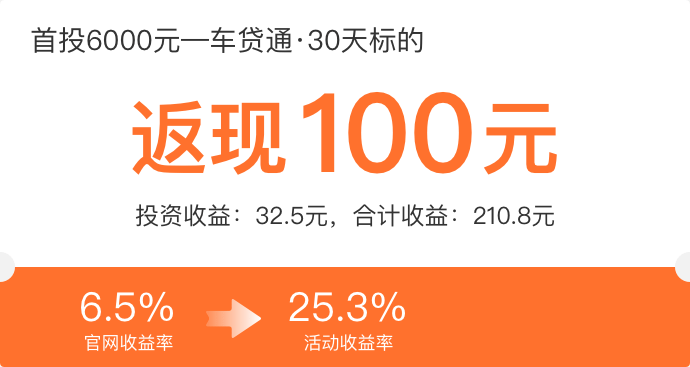 首投6000元—车贷通·30天标的
返现100元
投资收益：32.5元，合计收益：210.8元
6.5% 25.3%
官网收益率 活动收益率